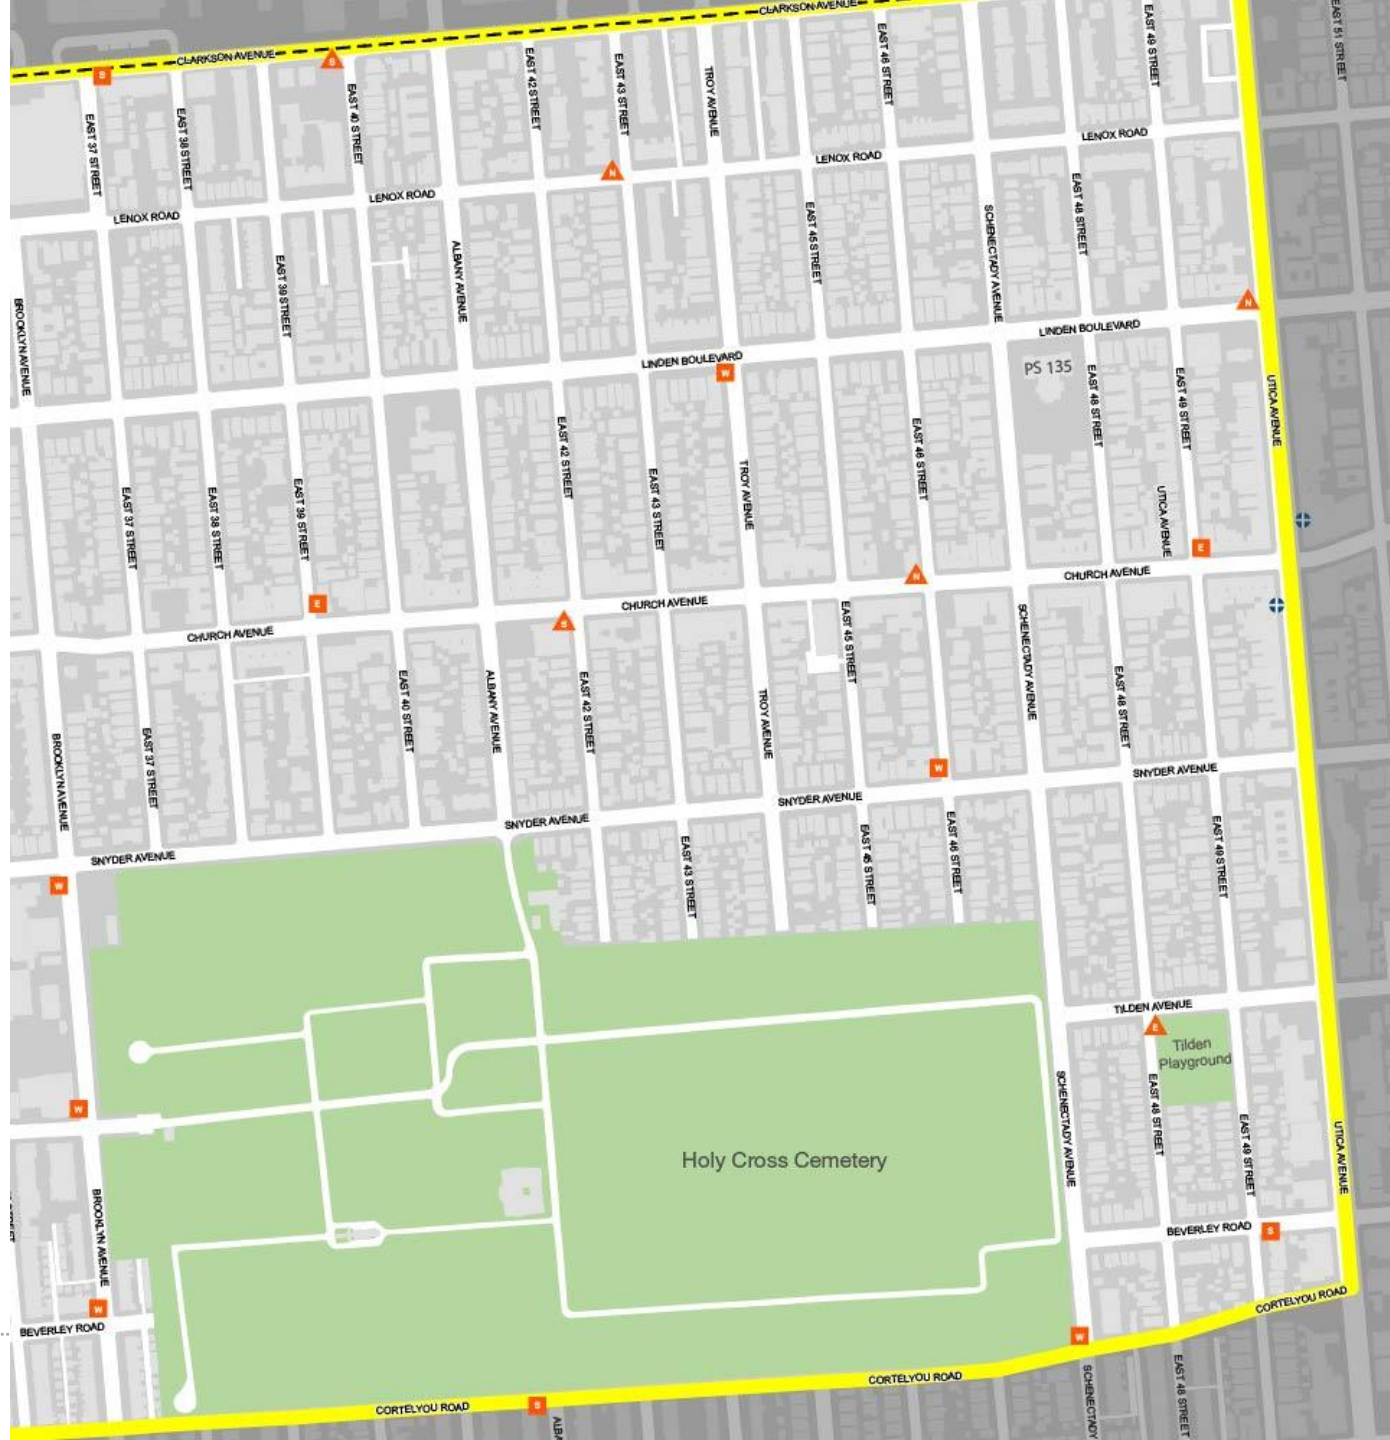 CLARKSON AVENUE
CLARKSON AVENUE
S
S
EAST 37 STREET
EAST 38 STREET
EAST 40 STREET
EAST 42 STREET
EAST 43 STREET
TROY AVENUE
EAST 46 STREET
EAST 49 STREET
EAST 51 STREET
LENOX ROAD
LENOX ROAD
N
LENOX ROAD
LENOX ROAD
BROOKLYN AVENUE
EAST 39 STREET
ALBANY AVENUE
EAST 45 STREET
SCHENECTADY AVENUE
EAST 48 STREET
N
LINDEN BOULEVARD
LINDEN BOULEVARD
W
PS 135
EAST 37 STREET
EAST 38 STREET
EAST 39 STREET
EAST 42 STREET
EAST 43 STREET
TROY AVENUE
EAST 46 STREET
EAST 48 STREET
EAST 49 STREET
UTICA AVENUE
UTICA AVENUE
E
E
N
S
CHURCH AVENUE
CHURCH AVENUE
CHURCH AVENUE
BROOKLYN AVENUE
EAST 37 STREET
EAST 40 STREET
ALBANY AVENUE
EAST 42 STREET
TROY AVENUE
EAST 45 STREET
SCHENECTADY AVENUE
EAST 48 STREET
W
SNYDER AVENUE
SNYDER AVENUE
SNYDER AVENUE
SNYDER AVENUE
W
EAST 43 STREET
EAST 45 STREET
EAST 46 STREET
EAST 49 STREET
TILDEN AVENUE
E
Tilden
Playground
W
SCHENECTADY AVENUE
EAST 48 STREET
EAST 49 STREET
UTICA AVENUE
Holy Cross Cemetery
BROOKLYN AVENUE
BEVERLEY ROAD
S
W
BEVERLEY ROAD
W
CORTELYOU ROAD
CORTELYOU ROAD
CORTELYOU ROAD
S
ALBA
SCHENECTADY
EAST 48 STREET